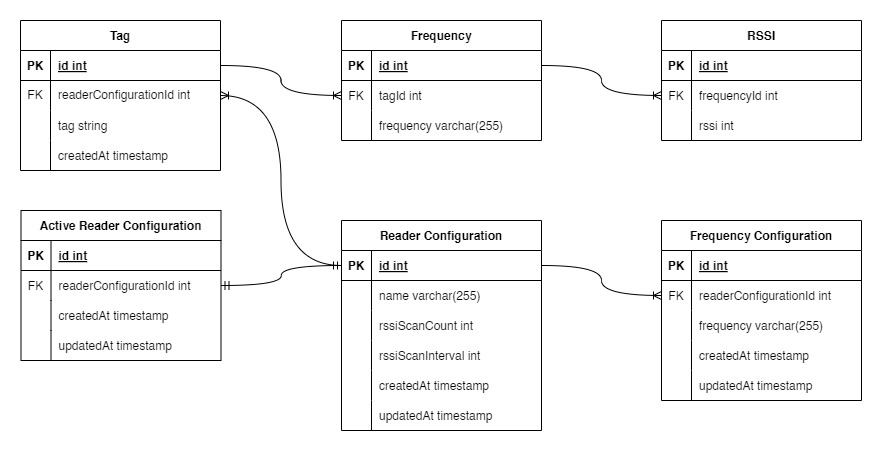 Tag
PK id int
FK readerConfigurationId int
tag string
createdAt timestamp
Frequency
PK id int
FK tagId int
frequency varchar(255)
RSSI
PK id int
FK frequencyId int
rssi int
Active Reader Configuration
PK id int
FK readerConfigurationId int
createdAt timestamp
updatedAt timestamp
Reader Configuration
PK id int
name varchar(255)
rssiScanCount int
rssiScanInterval int
createdAt timestamp
updatedAt timestamp
Frequency Configuration
PK id int
FK readerConfigurationId int
frequency varchar(255)
createdAt timestamp
updatedAt timestamp